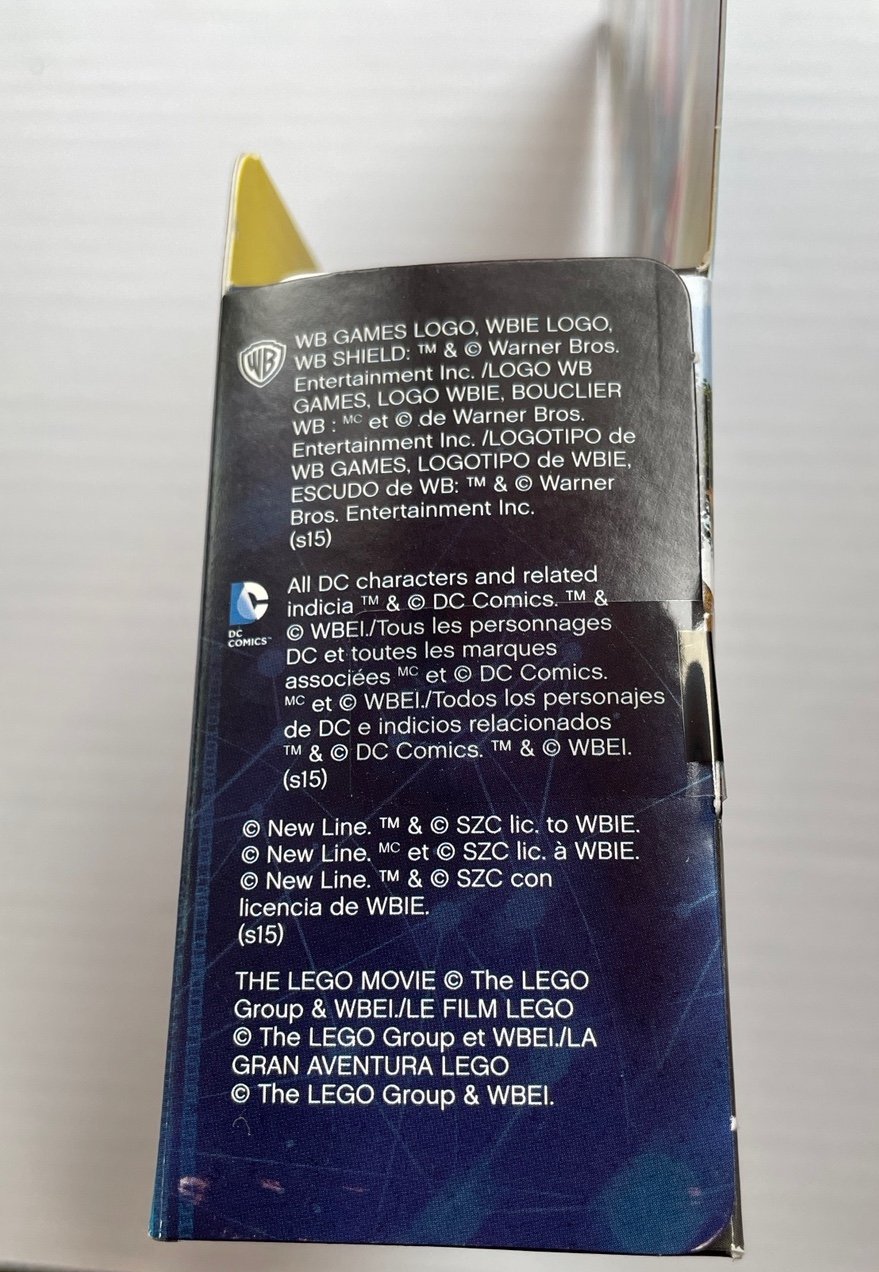 WB
WB GAMES LOGO, WBIE LOGO,
WB SHIELD: ™ & © Warner Bros.
Entertainment Inc. /LOGO WB
GAMES, LOGO WBIE, BOUCLIER
WB : ᴹᶜ et © de Warner Bros.
Entertainment Inc. /LOGOTIPO de
WB GAMES, LOGOTIPO de WBIE,
ESCUDO de WB: ™ & © Warner
Bros. Entertainment Inc.
(s15)
DC
COMICS™
All DC characters and related
indicia ™ & © DC Comics. ™ &
© WBEI./Tous les personnages
DC et toutes les marques
associées ᴹᶜ et © DC Comics.
ᴹᶜ et © WBEI./Todos los personajes
de DC e indicios relacionados
™ & © DC Comics. ™ & © WBEI.
(s15)
© New Line. ™ & © SZC lic. to WBIE.
© New Line. ᴹᶜ et © SZC lic. à WBIE.
© New Line. ™ & © SZC con
licencia de WBIE.
(s15)
THE LEGO MOVIE © The LEGO
Group & WBEI./LE FILM LEGO
© The LEGO Group et WBEI./LA
GRAN AVENTURA LEGO
© The LEGO Group & WBEI.